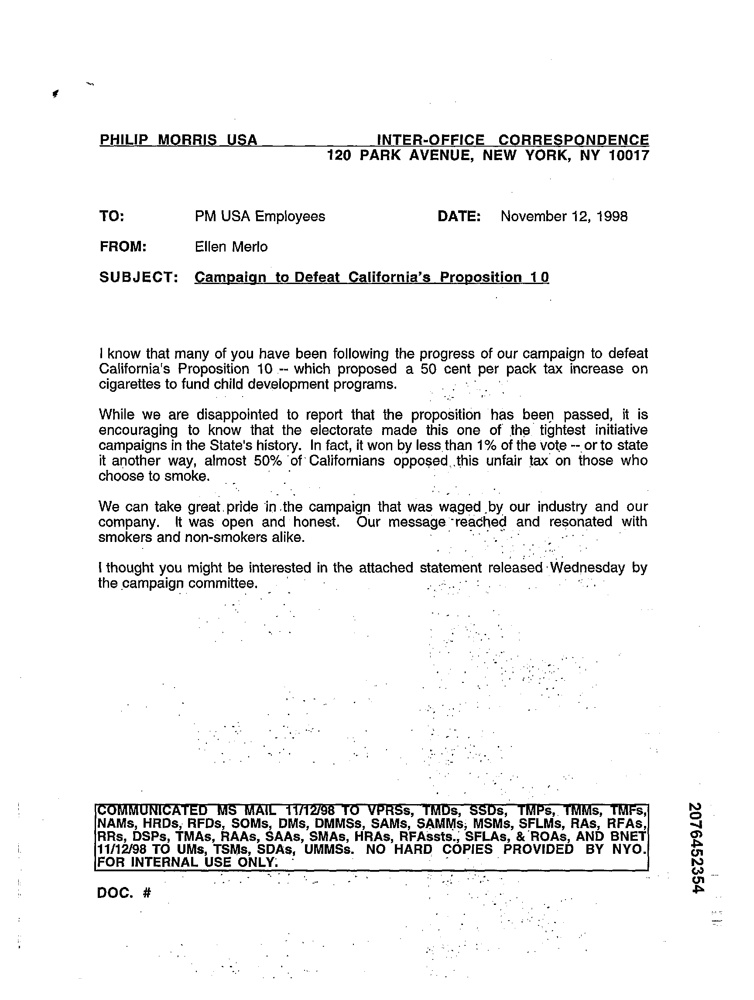 PHILIP MORRIS USA INTER-OFFICE CORRESPONDENCE
120 PARK AVENUE, NEW YORK, NY 10017
TO: PM USA Employees DATE: November 12, 1998
FROM: Ellen Merlo
SUBJECT: Campaign to Defeat California's Proposition 10
I know that many of you have been following the progress of our campaign to defeat
California's Proposition 10 -- which proposed a 50 cent per pack tax increase on
cigarettes to fund child development programs.
While we are disappointed to report that the proposition has been passed, it is
encouraging to know that the electorate made this one of the tightest initiative
campaigns in the State's history. In fact, it won by less than 1% of the vote -- or to state
it another way, almost 50% of Californians opposed this unfair tax on those who
choose to smoke.
We can take great pride in the campaign that was waged by our industry and our
company. It was open and honest. Our message reached and resonated with
smokers and non-smokers alike.
I thought you might be interested in the attached statement released Wednesday by
the campaign committee.
COMMUNICATED MS MAIL 11/12/98 TO VPRSs, TMDs, SSDs, TMPs, TMMs, TMFs,
NAMs, HRDs, RFDs, SOMs, DMs, DMMSs, SAMs, SAMMs, MSMs, SFLMs, RAs, RFAs,
RRs, DSPs, TMAs, RAAs, SAAs, SMAs, HRAs, RFAssts., SFLAs, & ROAs, AND BNET
11/12/98 TO UMs, TSMs, SDAs, UMMSs. NO HARD COPIES PROVIDED BY NYO.
FOR INTERNAL USE ONLY.
DOC. #
2076452354